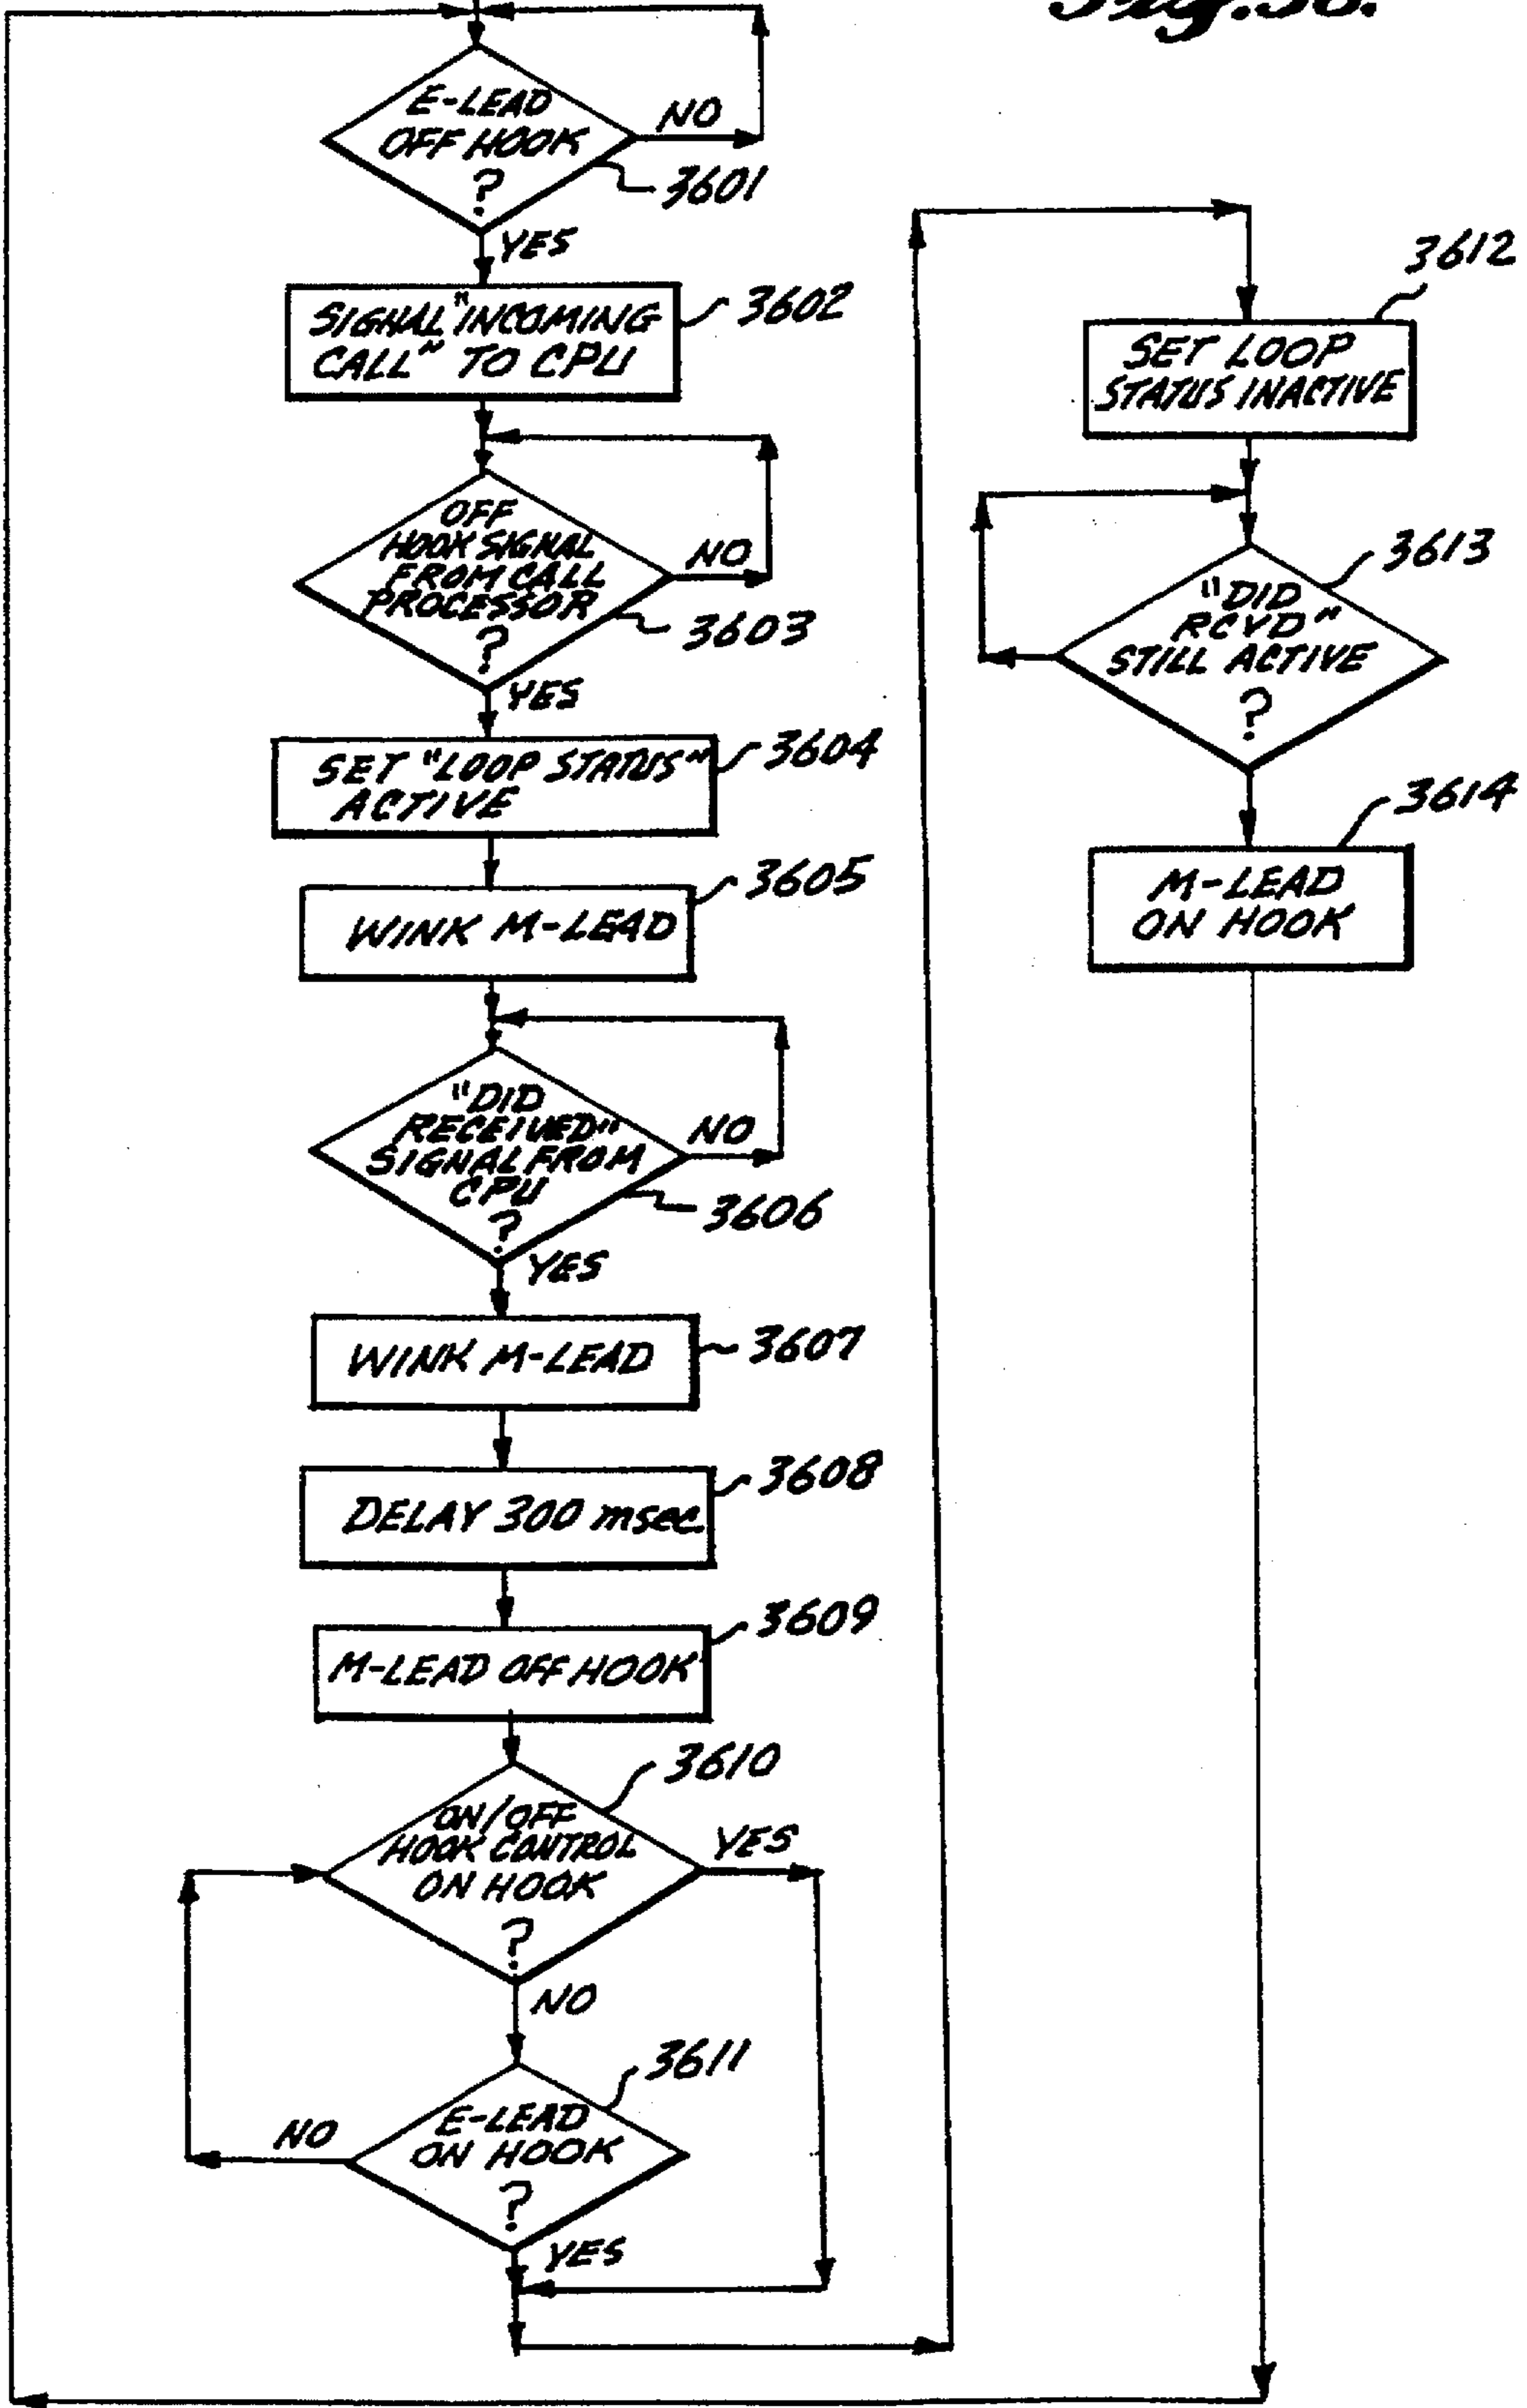 Fig. 36.
E-LEAD
OFF HOOK
?
NO
3601
YES
SIGNAL "INCOMING
CALL" TO CPU
3602
OFF
HOOK SIGNAL
FROM CALL
PROCESSOR
?
NO
3603
YES
SET "LOOP STATUS"
ACTIVE
3604
WINK M-LEAD
3605
"DID
RECEIVED"
SIGNAL FROM
CPU
?
NO
3606
YES
WINK M-LEAD
3607
DELAY 300 msec
3608
M-LEAD OFF HOOK
3609
3610
ON/OFF
HOOK CONTROL
ON HOOK
?
YES
NO
3611
E-LEAD
ON HOOK
?
NO
YES
3612
SET LOOP
STATUS INACTIVE
3613
"DID
RCVD"
STILL ACTIVE
?
3614
M-LEAD
ON HOOK